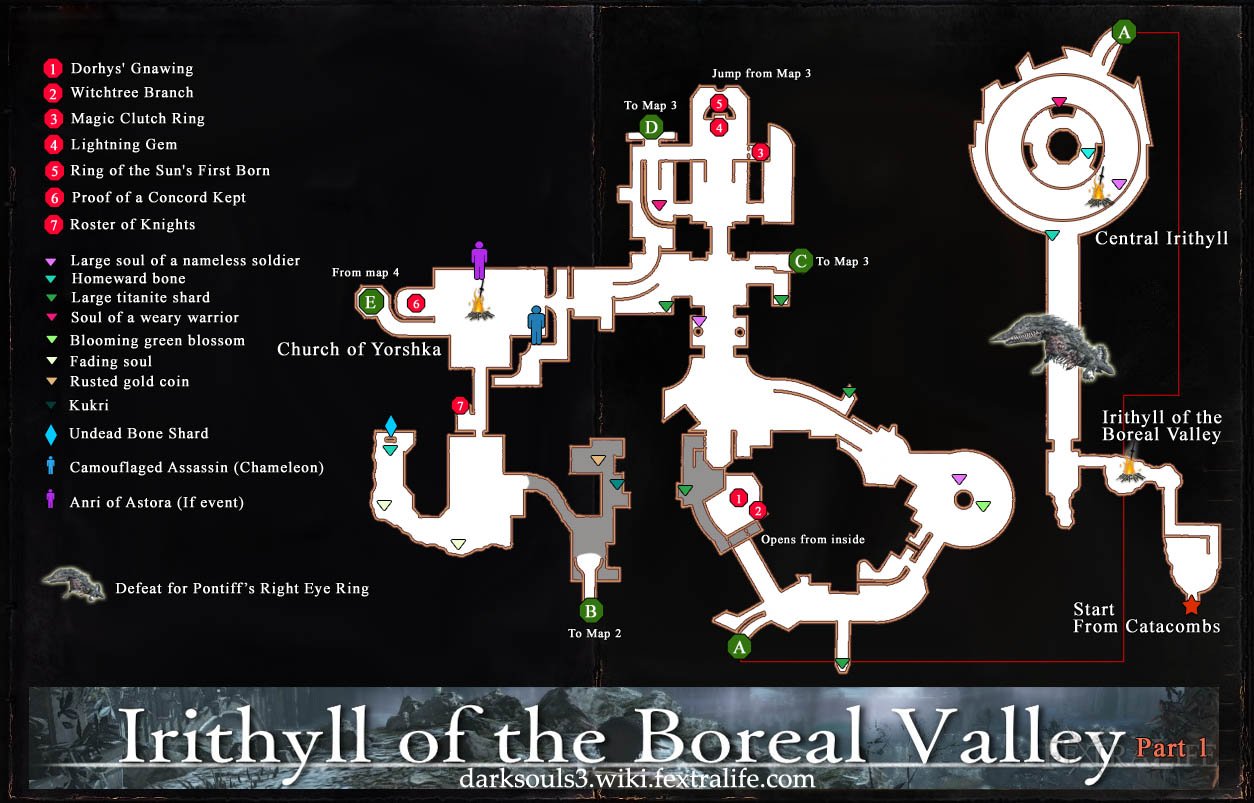 1 Dorhys' Gnawing
2 Witchtree Branch
3 Magic Clutch Ring
4 Lightning Gem
5 Ring of the Sun's First Born
6 Proof of a Concord Kept
7 Roster of Knights
Large soul of a nameless soldier
Homeward bone
Large titanite shard
Soul of a weary warrior
Blooming green blossom
Fading soul
Rusted gold coin
Kukri
Undead Bone Shard
Camouflaged Assassin (Chameleon)
Anri of Astora (If event)
Defeat for Pontiff's Right Eye Ring
From map 4
E
6
Church of Yorshka
7
To Map 3
D
Jump from Map 3
5
4
3
C To Map 3
1
2
Opens from inside
B
To Map 2
A
A
Central Irithyll
Irithyll of the
Boreal Valley
Start
From Catacombs
Irithyll of the Boreal Valley Part 1
darksouls3.wiki.fextralife.com